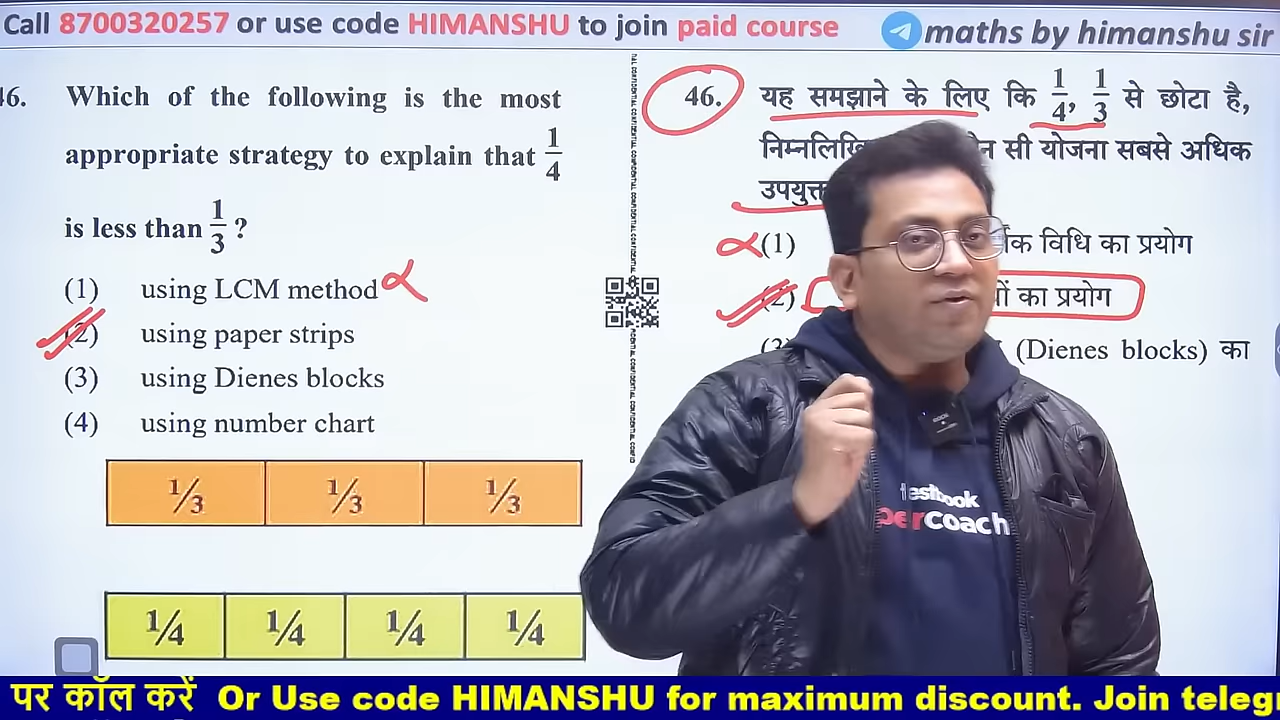 Call 8700320257 or use code HIMANSHU to join paid course
maths by himanshu sir
46.
Which of the following is the most
appropriate strategy to explain that 1/4
is less than 1/3 ?
(1) using LCM method
(2) using paper strips
(3) using Dienes blocks
(4) using number chart
1/3 1/3 1/3
1/4 1/4 1/4 1/4
46. यह समझाने के लिए कि 1/4, 1/3 से छोटा है,
सी योजना सबसे अधिक
(1) विधि का प्रयोग
(2) का प्रयोग
(Dienes blocks) का
testbook
coach
पर कॉल करें Or Use code HIMANSHU for maximum discount. Join